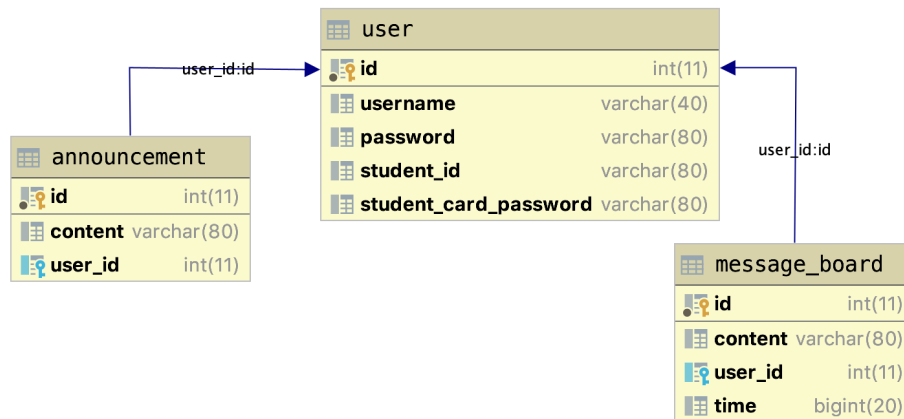 user
id int(11)
username varchar(40)
password varchar(80)
student_id varchar(80)
student_card_password varchar(80)
user_id:id
announcement
id int(11)
content varchar(80)
user_id int(11)
user_id:id
message_board
id int(11)
content varchar(80)
user_id int(11)
time bigint(20)